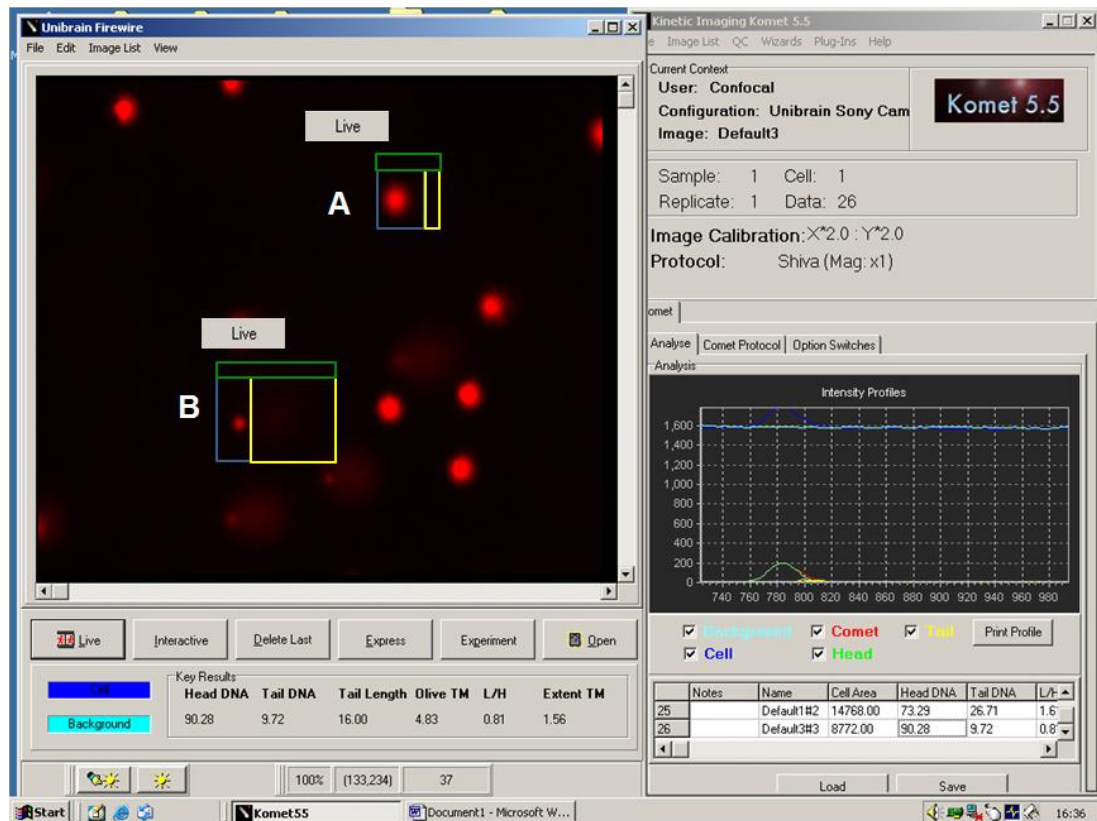 Unibrain Firewire
File Edit Image List View
Live
A
Live
B
Live Interactive Delete Last Express Experiment Open
Cell
Background
Key Results
Head DNA Tail DNA Tail Length Olive TM L/H Extent TM
90.28 9.72 16.00 4.83 0.81 1.56
100% (133,234) 37
Kinetic Imaging Komet 5.5
e Image List QC Wizards Plug-Ins Help
Current Context
User: Confocal
Configuration: Unibrain Sony Cam
Image: Default3
Komet 5.5
Sample: 1 Cell: 1
Replicate: 1 Data: 26
Image Calibration: X*2.0 : Y*2.0
Protocol: Shiva (Mag: x1)
omet
Analyse Comet Protocol Option Switches
Analysis
Intensity Profiles
1,600
1,400
1,200
1,000
800
600
400
200
0
740 760 780 800 820 840 860 880 900 920 940 960 980
Background Comet Tail Print Profile
Cell Head
Notes Name Cell Area Head DNA Tail DNA L/H
25 Default1#2 14768.00 73.29 26.71 1.6
26 Default3#3 8772.00 90.28 9.72 0.8
Load Save
Start Komet55 Document1 - Microsoft W... 16:36